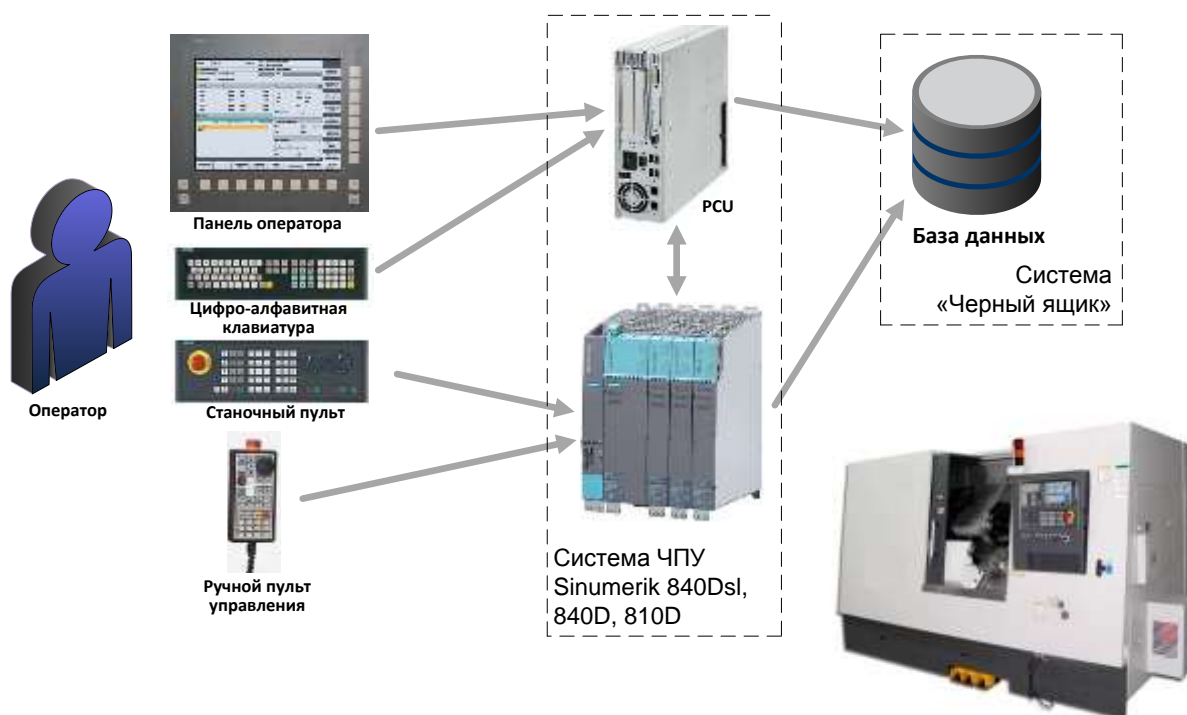 Панель оператора
PCU
База данных
Система
«Черный ящик»
Цифро-алфавитная
клавиатура
Оператор
Станочный пульт
Система ЧПУ
Sinumerik 840Dsl,
840D, 810D
Ручной пульт
управления